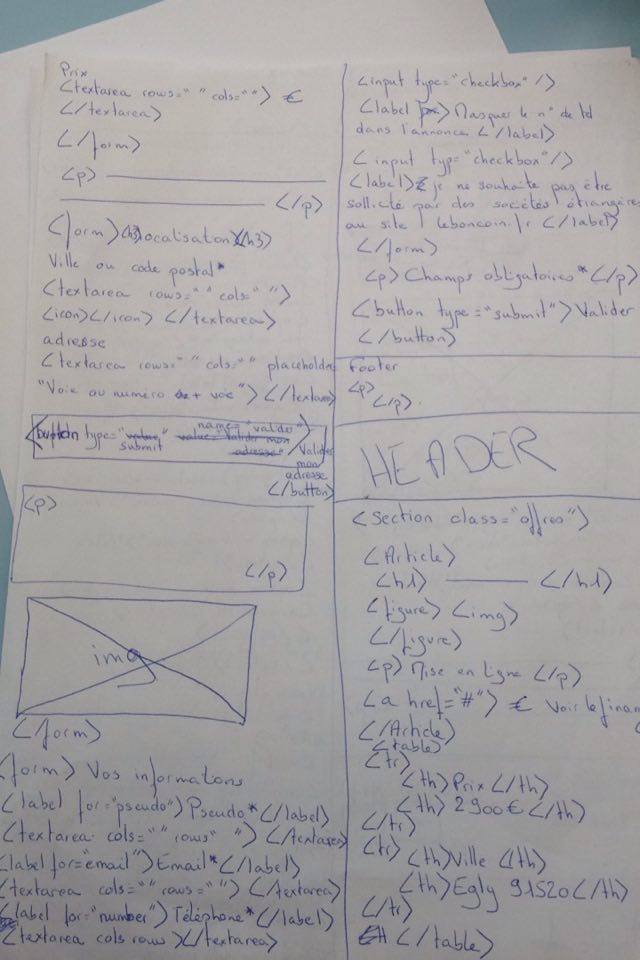 Prix
<textarea rows=" " cols=" "> €
</textarea>
</form>
<p>
</p>
<form> <h3>localisation</h3>
Ville ou code postal*
<textarea rows=" " cols=" ">
<icon></icon> </textarea>
adresse
<textarea rows=" " cols=" " placeholder
"Voie ou numéro + voie"> </textarea>
<button type="value" name="valider"
submit value="Valider mon
adresse"> Valider
mon
adresse
</button>
<p>
</p>
img
</form>
<form> Vos informations
<label for="pseudo"> Pseudo*</label>
<textarea cols=" " rows" "> </textarea>
<label for="email"> Email*</label>
<textarea cols=" " rows=" "> </textarea>
<label for="number"> Téléphone*</label>
<textarea cols rows></textarea>
<input type="checkbox"/>
<label> Masquer le n° de tel
dans l'annonce </label>
<input typ="checkbox"/>
<label> je ne souhaite pas être
sollicité par des sociétés étrangères
au site leboncoin.fr </label>
</form>
<p> Champs obligatoires*</p>
<button type="submit"> Valider
</button>
Footer
<p>
</p>
HEADER
<section class="offres">
<Article>
<h1> </h1>
<figure> <img>
</figure>
<p> Mise en ligne </p>
<a href="#"> € Voir le finan
</Article>
<table>
<tr>
<th> Prix </th>
<th> 2900€ </th>
</tr>
<tr>
<th> Ville </th>
<th> Egly 91520 </th>
</tr>
</table>